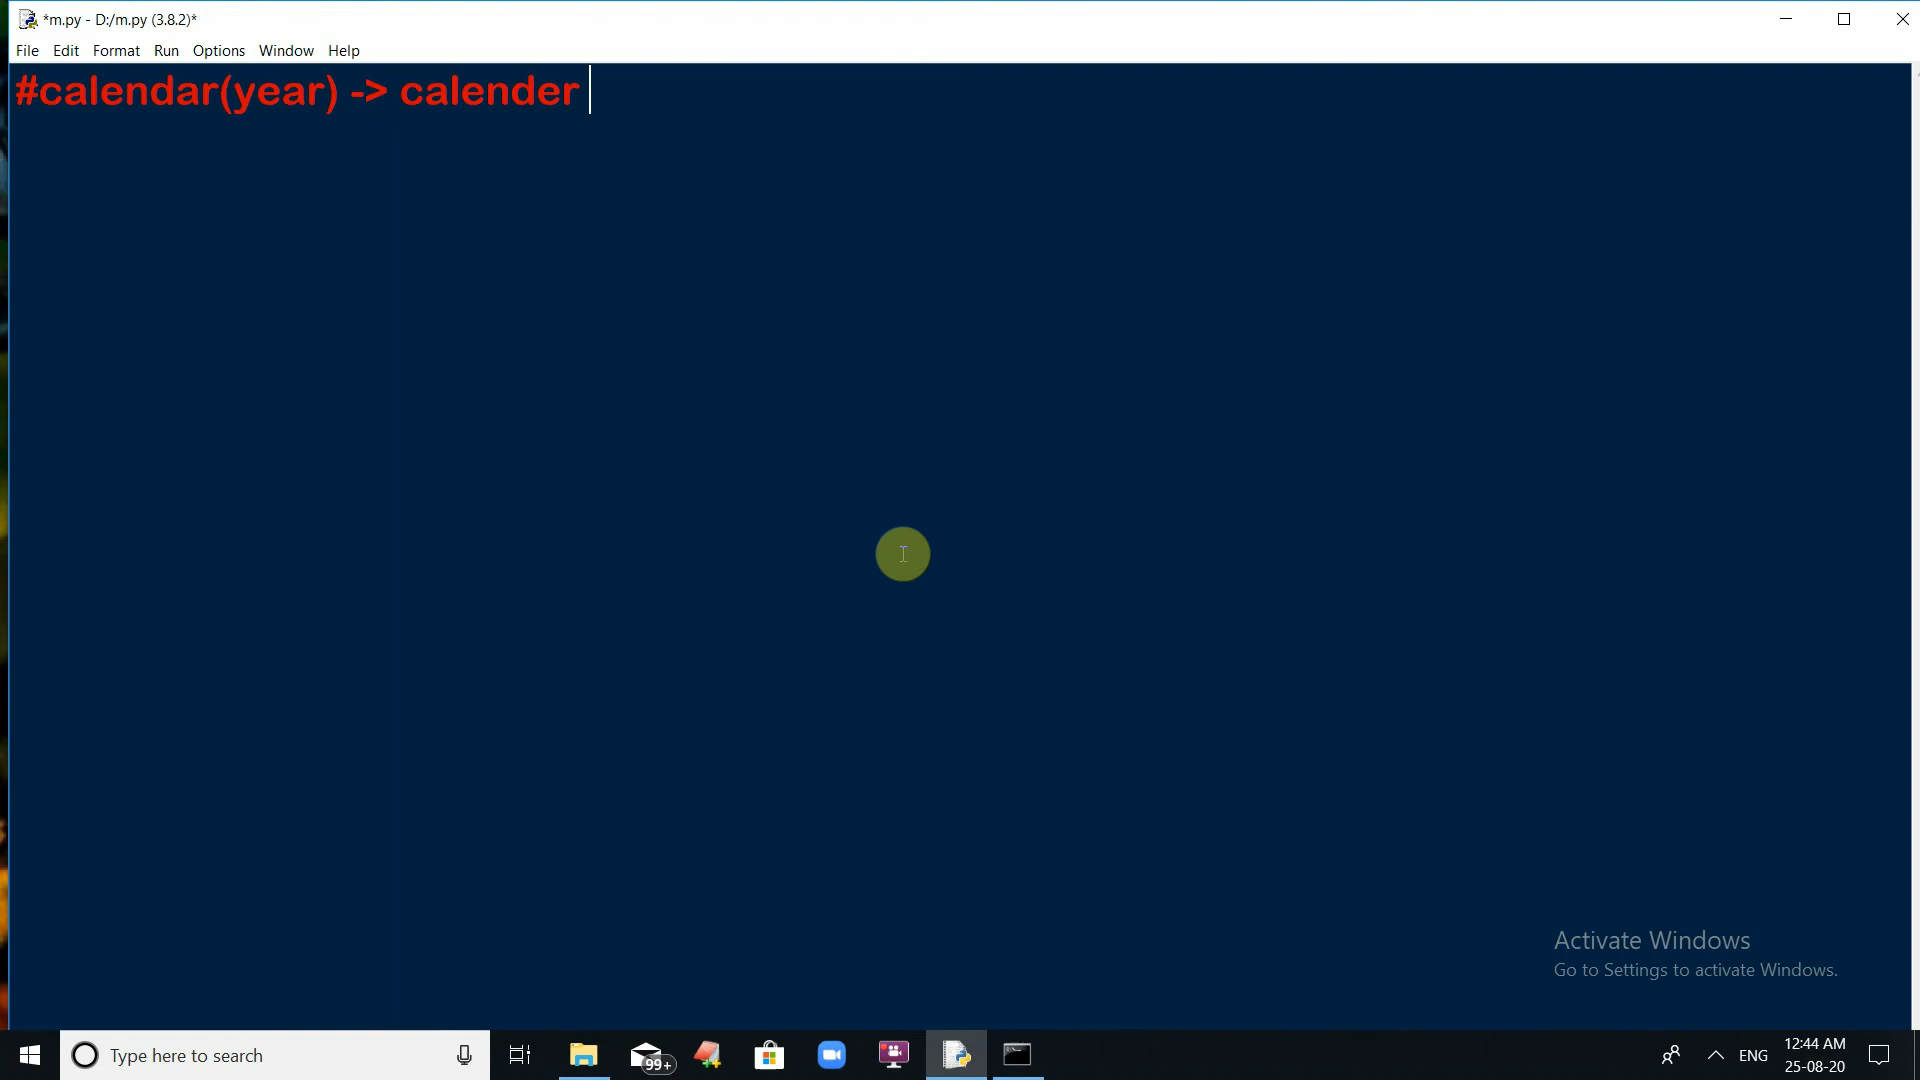 *m.py - D:/m.py (3.8.2)*
File Edit Format Run Options Window Help
#calendar(year) -> calender
Activate Windows
Go to Settings to activate Windows.
Type here to search
99+
ENG
12:44 AM
25-08-20